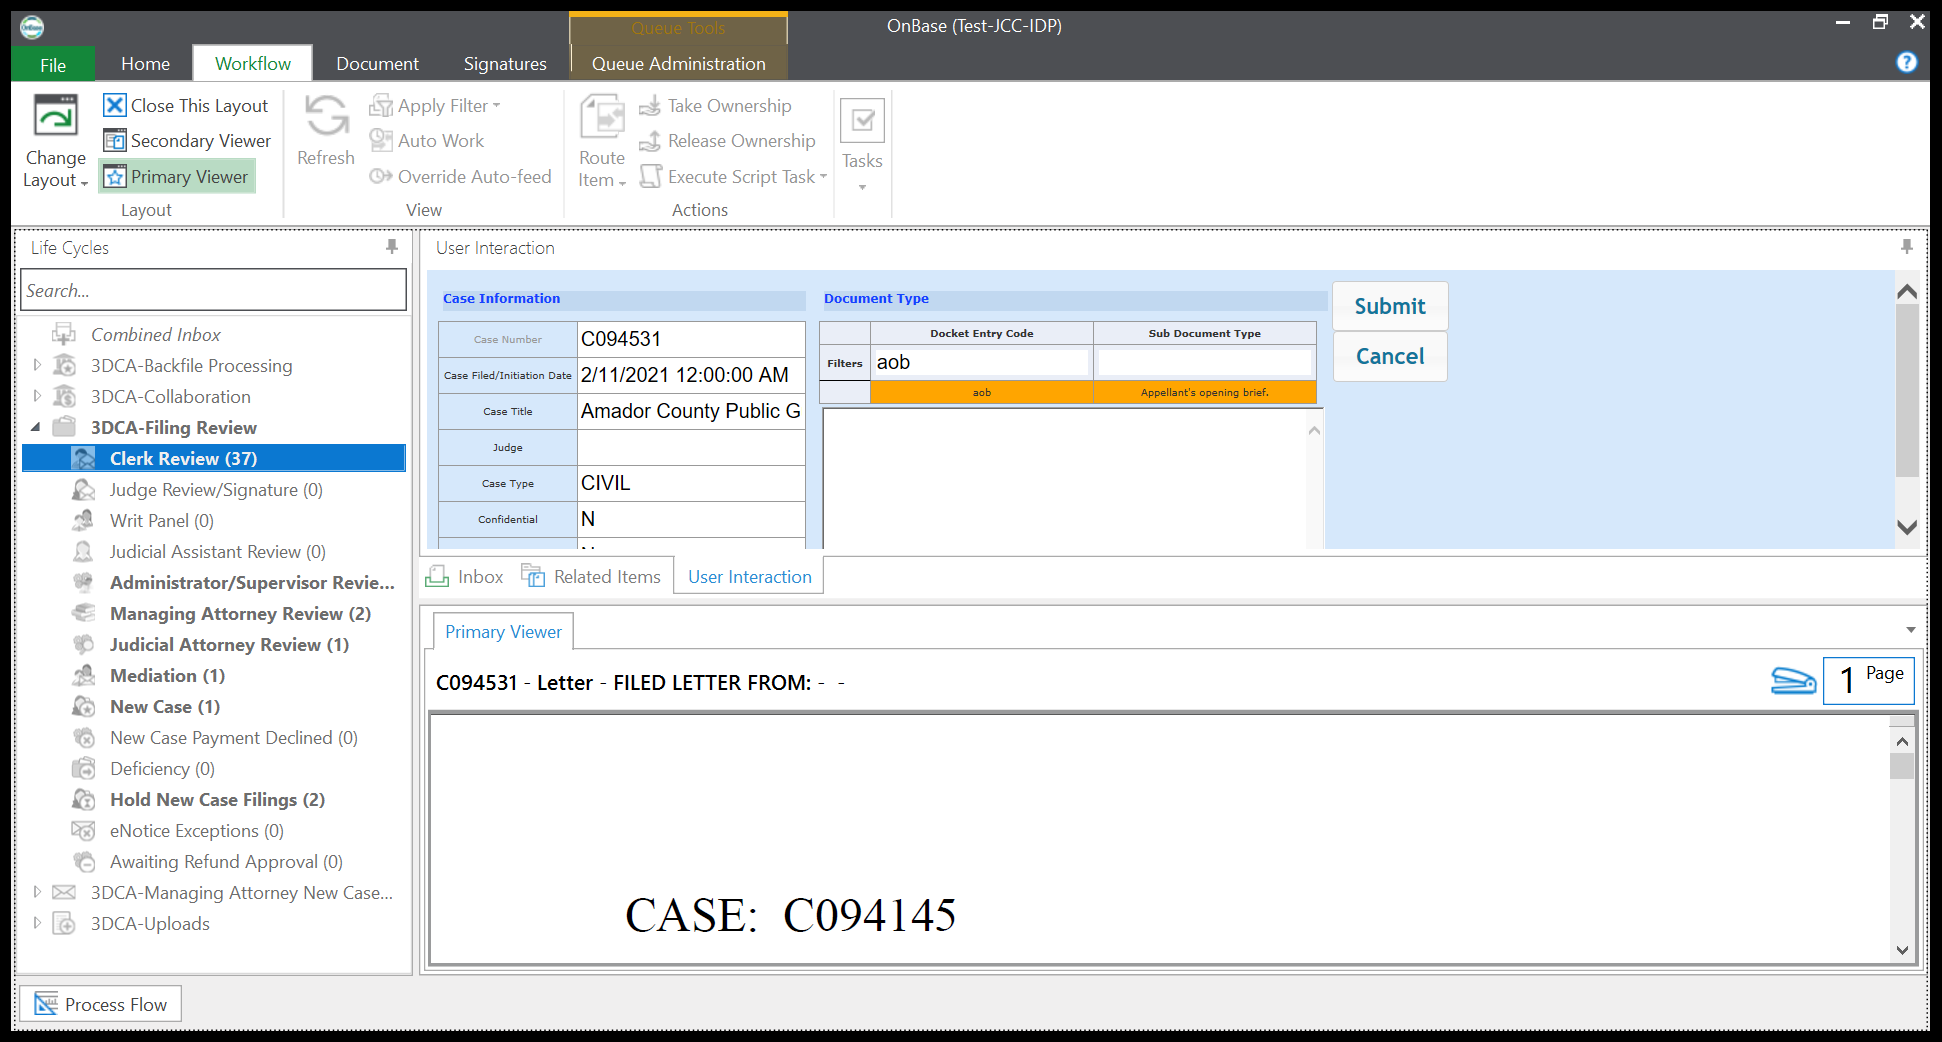 OnBase
Queue Tools
OnBase (Test-JCC-IDP)
File
Home
Workflow
Document
Signatures
Queue Administration
?
Change Layout
Close This Layout
Secondary Viewer
Primary Viewer
Layout
Refresh
Apply Filter
Auto Work
Override Auto-feed
View
Route Item
Take Ownership
Release Ownership
Execute Script Task
Actions
Tasks
Life Cycles
Search...
Combined Inbox
3DCA-Backfile Processing
3DCA-Collaboration
3DCA-Filing Review
Clerk Review (37)
Judge Review/Signature (0)
Writ Panel (0)
Judicial Assistant Review (0)
Administrator/Supervisor Revie...
Managing Attorney Review (2)
Judicial Attorney Review (1)
Mediation (1)
New Case (1)
New Case Payment Declined (0)
Deficiency (0)
Hold New Case Filings (2)
eNotice Exceptions (0)
Awaiting Refund Approval (0)
3DCA-Managing Attorney New Case...
3DCA-Uploads
Process Flow
User Interaction
Case Information
Case Number C094531
Case Filed/Initiation Date 2/11/2021 12:00:00 AM
Case Title Amador County Public G
Judge
Case Type CIVIL
Confidential N
Document Type
Docket Entry Code Sub Document Type
Filters aob
aob Appellant's opening brief.
Submit
Cancel
Inbox
Related Items
User Interaction
Primary Viewer
C094531 - Letter - FILED LETTER FROM: - -
1 Page
CASE: C094145